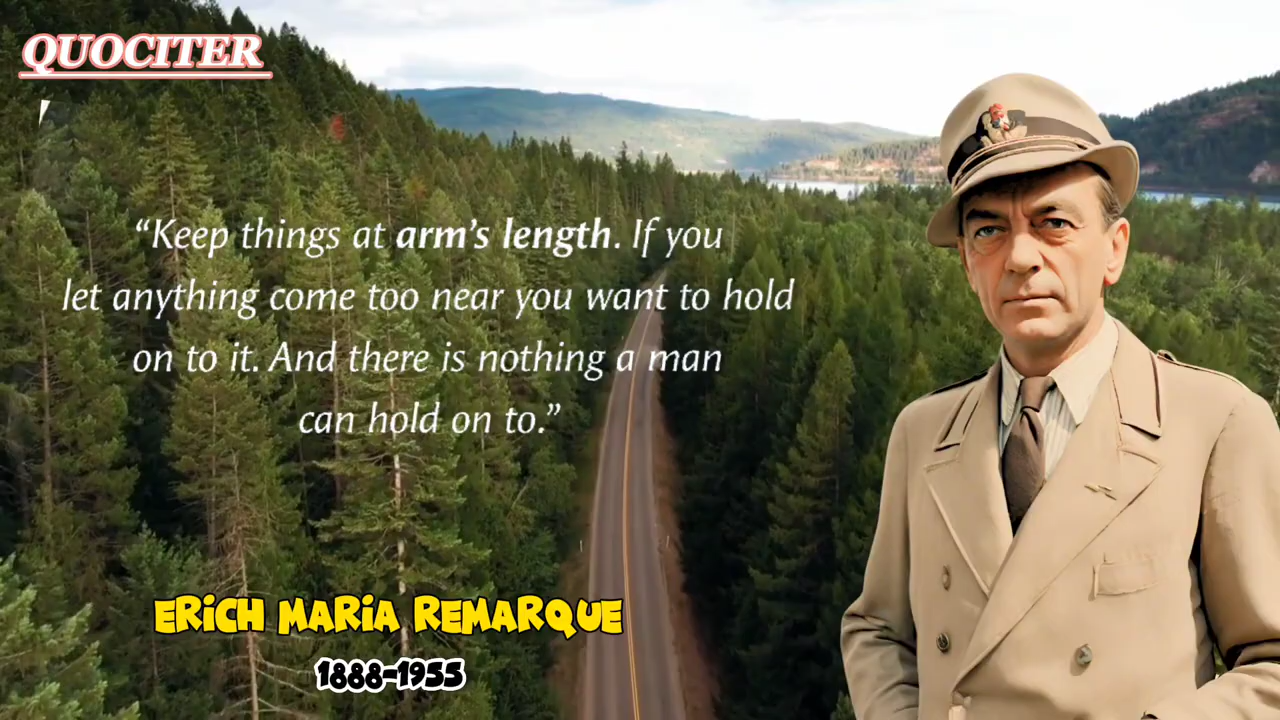 QUOCITER
“Keep things at arm’s length. If you
let anything come too near you want to hold
on to it. And there is nothing a man
can hold on to.”
ERiCH MARiA REMARQUE
1888-1955